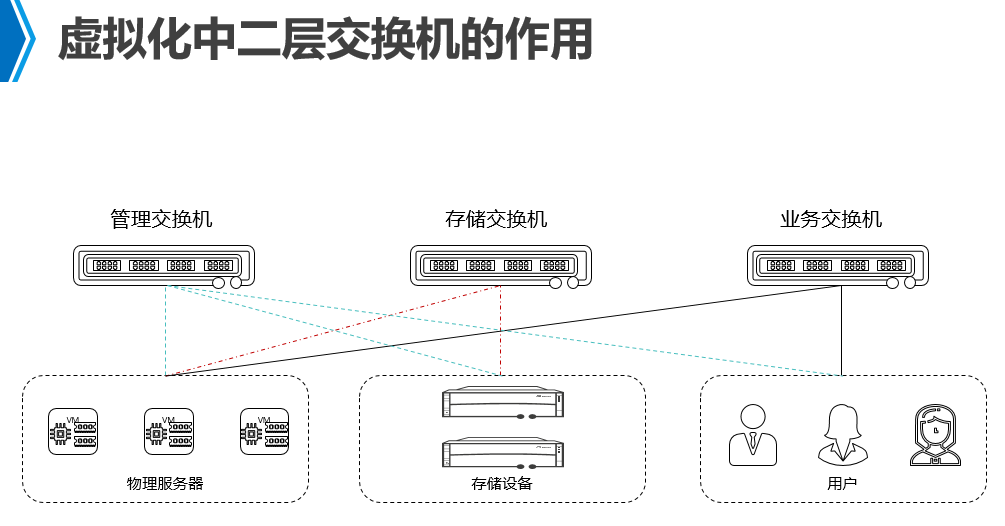 虚拟化中二层交换机的作用
管理交换机
存储交换机
业务交换机
VM
VM
VM
物理服务器
存储设备
用户